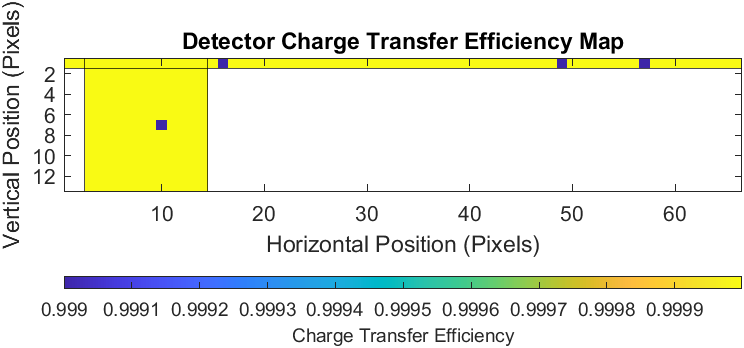 Detector Charge Transfer Efficiency Map
Vertical Position (Pixels)
2
4
6
8
10
12
10 20 30 40 50 60
Horizontal Position (Pixels)
0.999 0.9991 0.9992 0.9993 0.9994 0.9995 0.9996 0.9997 0.9998 0.9999
Charge Transfer Efficiency